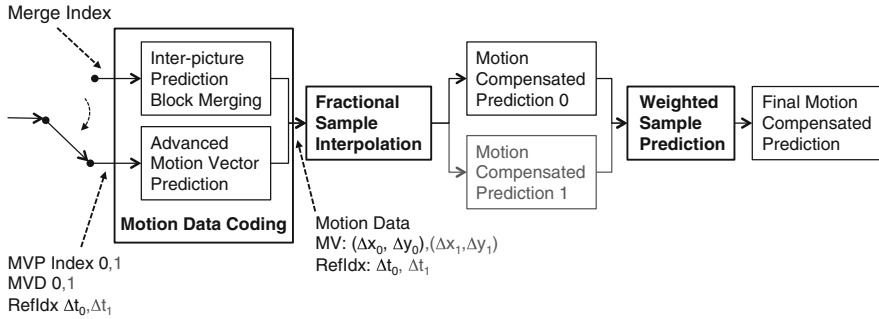 Merge Index
Inter-picture
Prediction
Block Merging
Advanced
Motion Vector
Prediction
Motion Data Coding
MVP Index 0,1
MVD 0,1
RefIdx Δt₀,Δt₁
Fractional
Sample
Interpolation
Motion Data
MV: (Δx₀, Δy₀),(Δx₁,Δy₁)
RefIdx: Δt₀, Δt₁
Motion
Compensated
Prediction 0
Motion
Compensated
Prediction 1
Weighted
Sample
Prediction
Final Motion
Compensated
Prediction